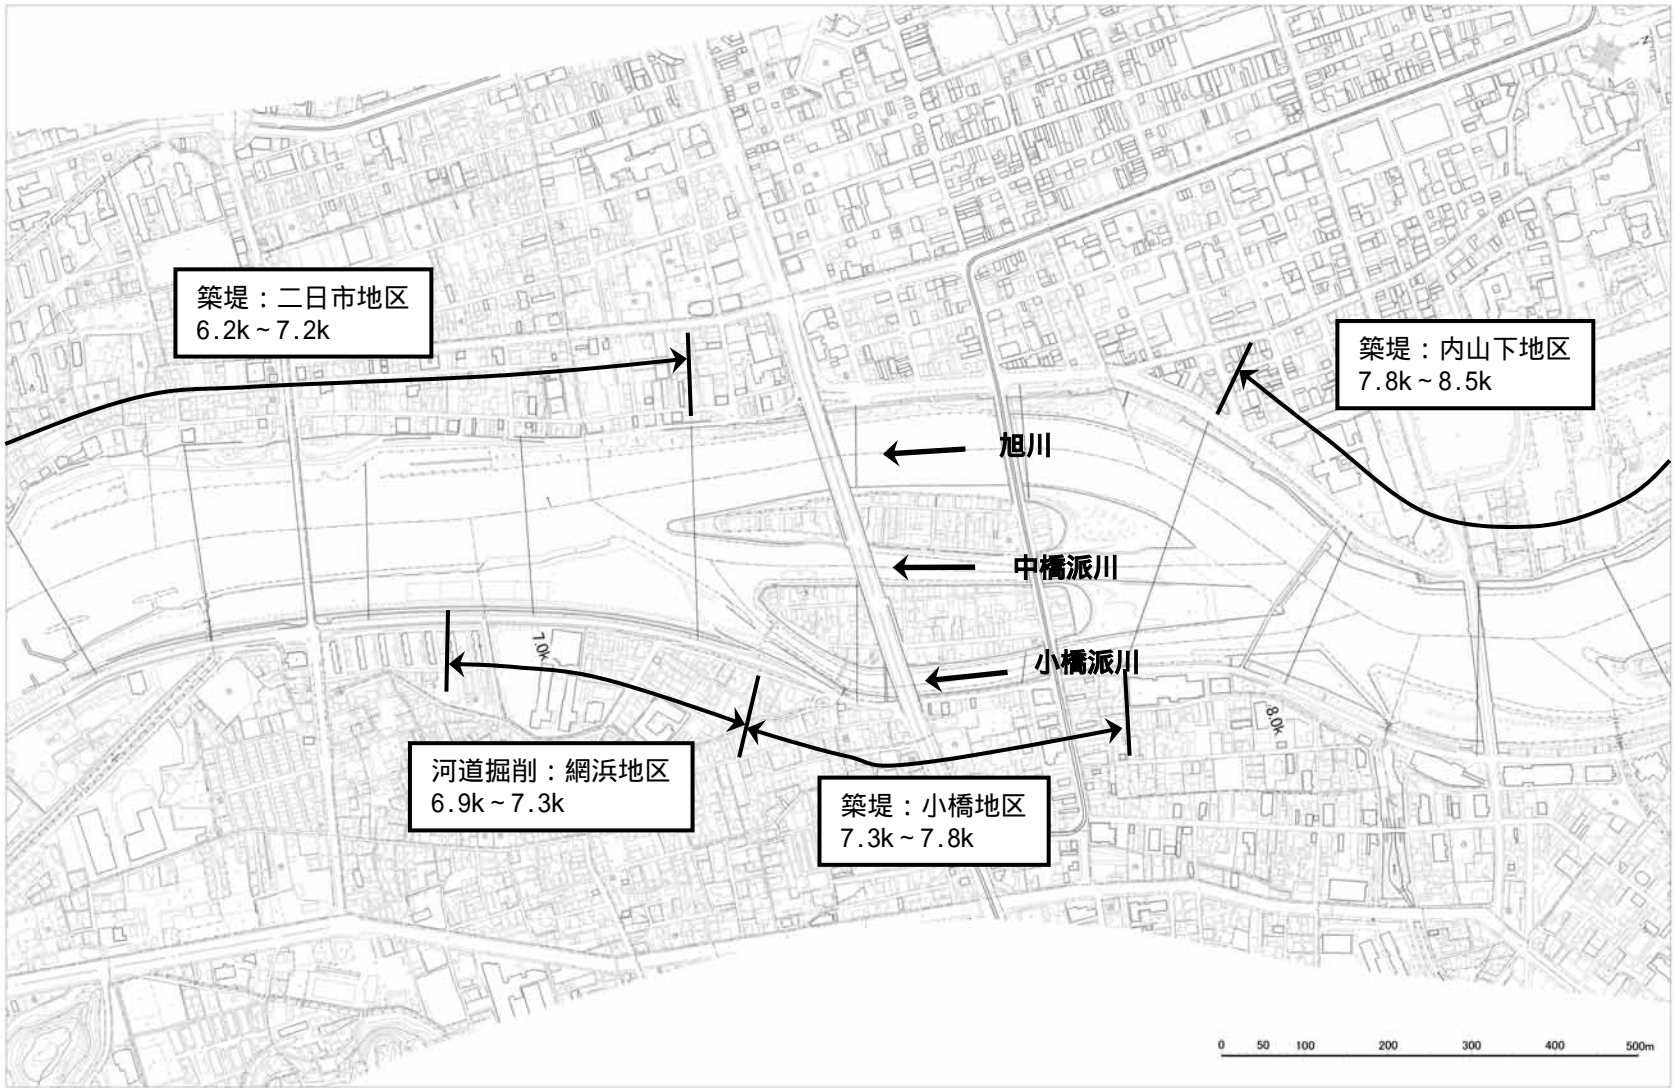 築堤：二日市地区
6.2k～7.2k
築堤：内山下地区
7.8k～8.5k
旭川
中橋派川
小橋派川
7.0k
8.0k
河道掘削：網浜地区
6.9k～7.3k
築堤：小橋地区
7.3k～7.8k
0 50 100 200 300 400 500m
N